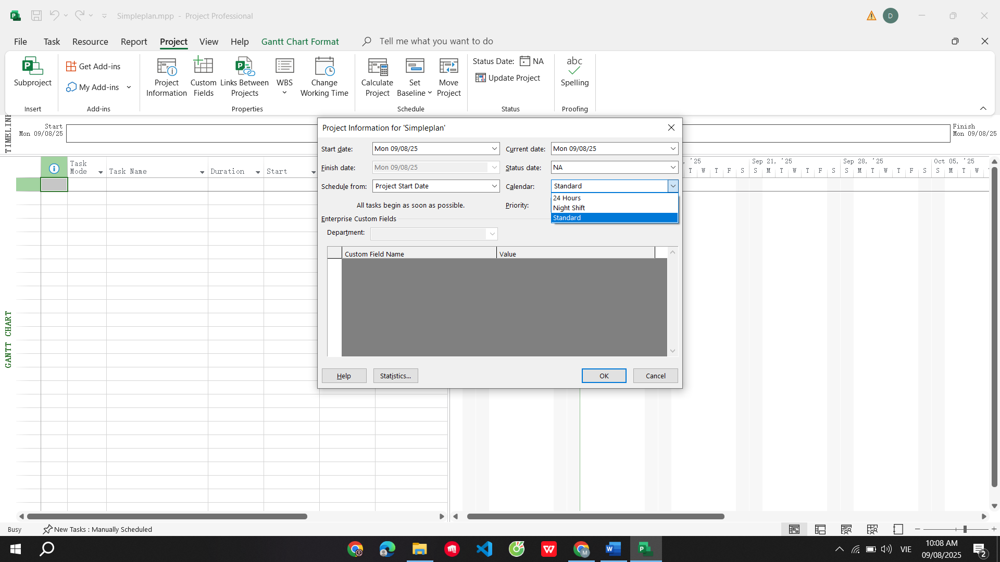 Simpleplan.mpp - Project Professional
D
File Task Resource Report Project View Help Gantt Chart Format Tell me what you want to do
Subproject
Insert
Get Add-ins
My Add-ins
Add-ins
Project Information
Custom Fields
Links Between Projects
WBS
Change Working Time
Properties
Calculate Project
Set Baseline
Move Project
Schedule
Status Date: NA
Update Project
Status
abc
Spelling
Proofing
TIMELINE
Start
Mon 09/08/25
Finish
Mon 09/08/25
Task Mode
Task Name
Duration
Start
GANTT CHART
, '25
T W T F S
Sep 21, '25
S M T W T F S
Sep 28, '25
S M T W T F S
Oct 05, '25
S M T W
Project Information for 'Simpleplan'
Start date: Mon 09/08/25
Current date: Mon 09/08/25
Finish date: Mon 09/08/25
Status date: NA
Schedule from: Project Start Date
Calendar: Standard
24 Hours
Night Shift
Standard
All tasks begin as soon as possible.
Priority:
Enterprise Custom Fields
Department:
Custom Field Name Value
Help Statistics... OK Cancel
Busy New Tasks : Manually Scheduled
VIE
10:08 AM
09/08/2025
2